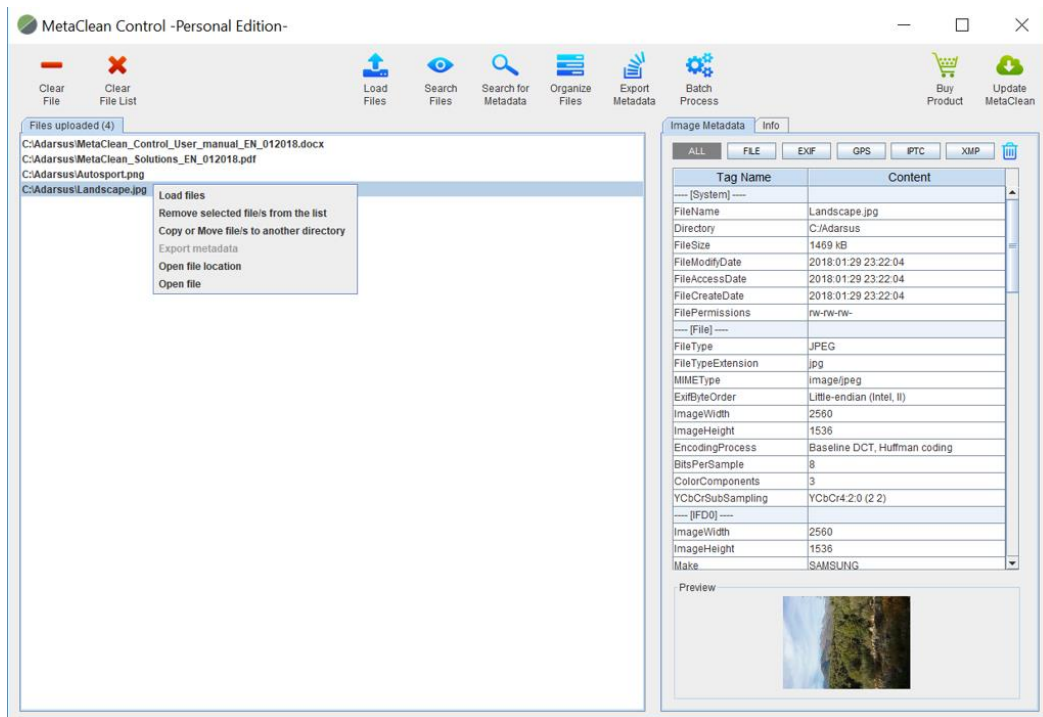 MetaClean Control -Personal Edition-
Clear File
Clear File List
Load Files
Search Files
Search for Metadata
Organize Files
Export Metadata
Batch Process
Buy Product
Update MetaClean
Files uploaded (4)
C:\Adarsus\MetaClean_Control_User_manual_EN_012018.docx
C:\Adarsus\MetaClean_Solutions_EN_012018.pdf
C:\Adarsus\Autosport.png
C:\Adarsus\Landscape.jpg
Load files
Remove selected file/s from the list
Copy or Move file/s to another directory
Export metadata
Open file location
Open file
Image Metadata Info
ALL FILE EXIF GPS IPTC XMP
Tag Name Content
---- [System] ----
FileName Landscape.jpg
Directory C:/Adarsus
FileSize 1469 kB
FileModifyDate 2018:01:29 23:22:04
FileAccessDate 2018:01:29 23:22:04
FileCreateDate 2018:01:29 23:22:04
FilePermissions rw-rw-rw-
---- [File] ----
FileType JPEG
FileTypeExtension jpg
MIMEType image/jpeg
ExifByteOrder Little-endian (Intel, II)
ImageWidth 2560
ImageHeight 1536
EncodingProcess Baseline DCT, Huffman coding
BitsPerSample 8
ColorComponents 3
YCbCrSubSampling YCbCr4:2:0 (2 2)
---- [IFD0] ----
ImageWidth 2560
ImageHeight 1536
Make SAMSUNG
Preview